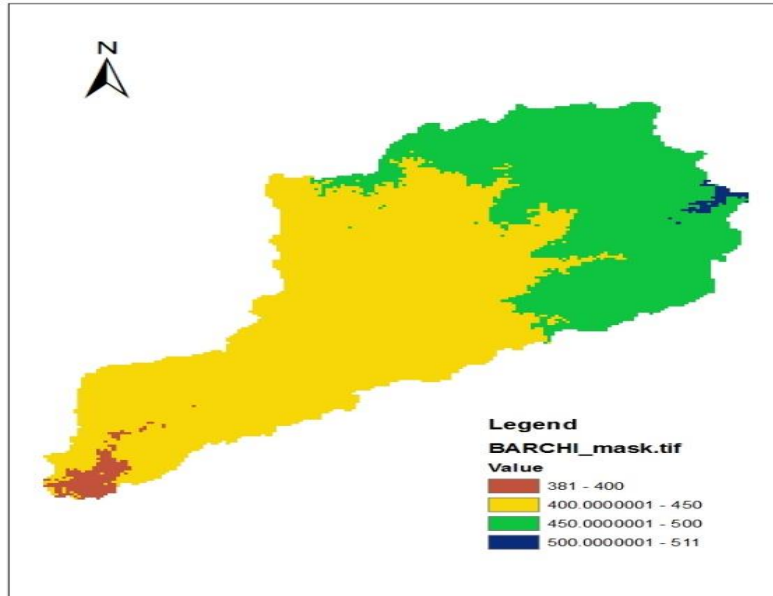 N
Legend
BARCHI_mask.tif
Value
381 - 400
400.0000001 - 450
450.0000001 - 500
500.0000001 - 511